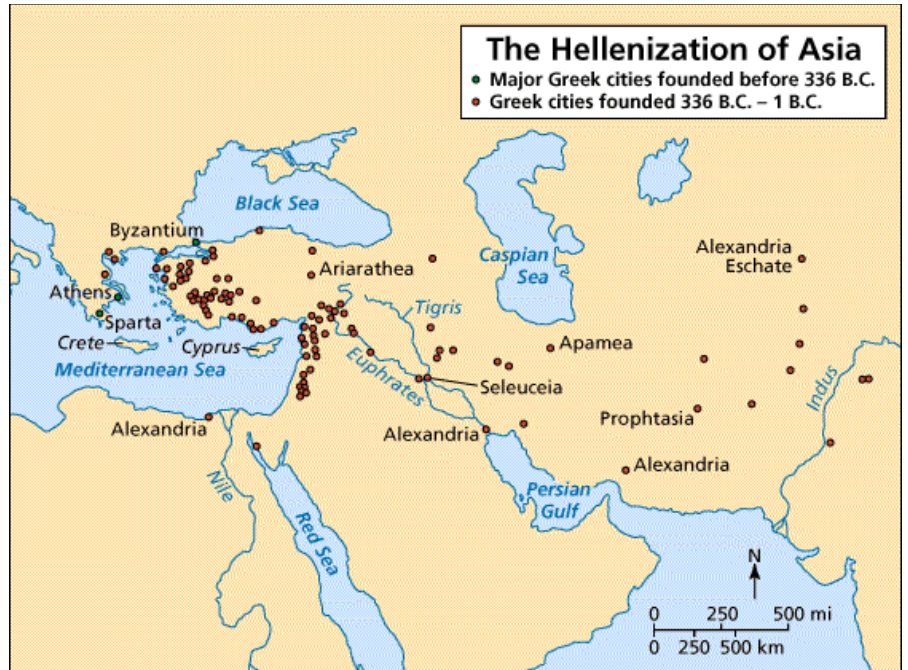 The Hellenization of Asia
Major Greek cities founded before 336 B.C.
Greek cities founded 336 B.C. – 1 B.C.
Black Sea
Byzantium
Caspian
Sea
Alexandria
Eschate
Ariarathea
Athens
Sparta
Tigris
Crete
Cyprus
Apamea
Mediterranean Sea
Euphrates
Seleuceia
Indus
Prophtasia
Alexandria
Alexandria
Alexandria
Nile
Persian
Gulf
Red Sea
N
0 250 500 mi
0 250 500 km